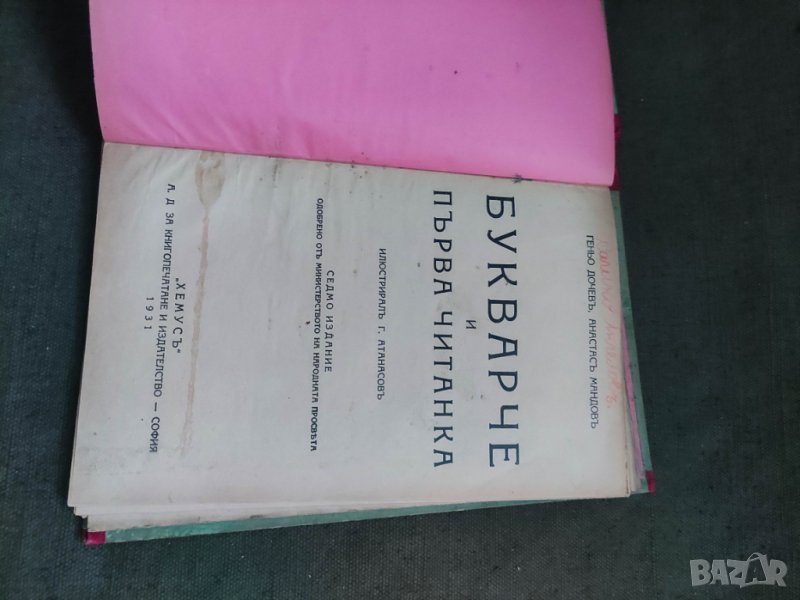 ГЕНЬО ДОЧЕВЪ, АНАСТАСЪ МАНДОВЪ
БУКВАРЧЕ
И
ПЪРВА ЧИТАНКА
ИЛЮСТРИРАЛЪ Г. АТАНАСОВЪ
СЕДМО ИЗДАНИЕ
ОДОБРЕНО ОТЪ МИНИСТЕРСТВОТО НА НАРОДНАТА ПРОСВѢТА
„ХЕМУСЪ“
А. Д ЗА КНИГОПЕЧАТАНЕ И ИЗДАТЕЛСТВО — СОФИЯ
1931
BAZAR